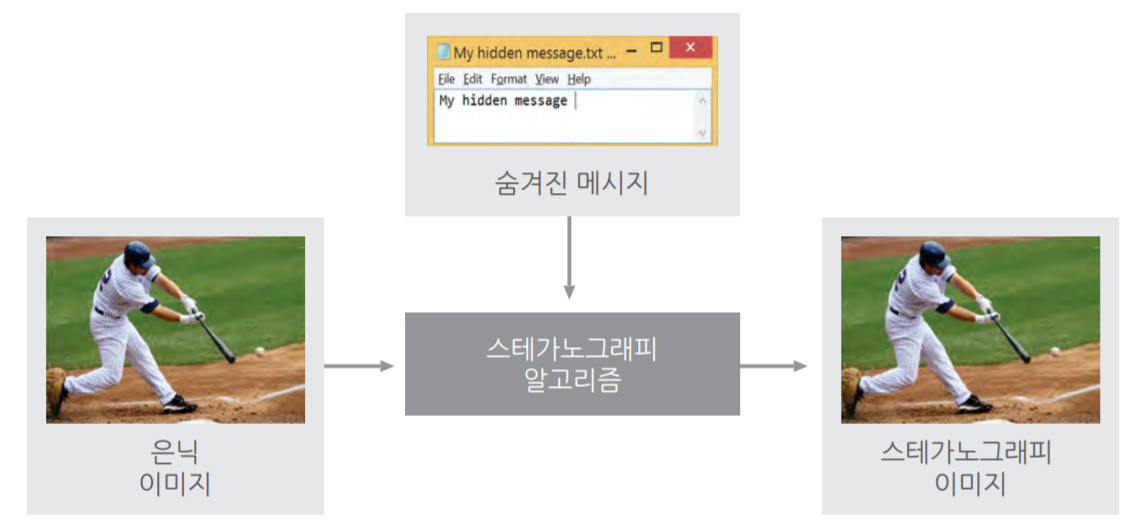 My hidden message.txt ...
File Edit Format View Help
My hidden message
숨겨진 메시지
은닉
이미지
스테가노그래피
알고리즘
스테가노그래피
이미지